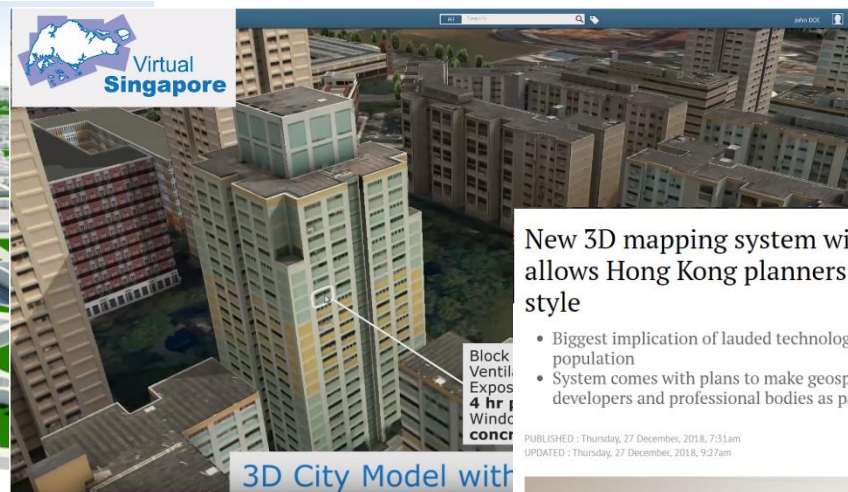 Virtual
Singapore
All Search
John DOE
Block
Ventil
Expos
4 hr p
Windo
concr
3D City Model with
New 3D mapping system wi
allows Hong Kong planners
style
• Biggest implication of lauded technolog
population
• System comes with plans to make geosp
developers and professional bodies as pa
PUBLISHED : Thursday, 27 December, 2018, 7:31am
UPDATED : Thursday, 27 December, 2018, 9:27am